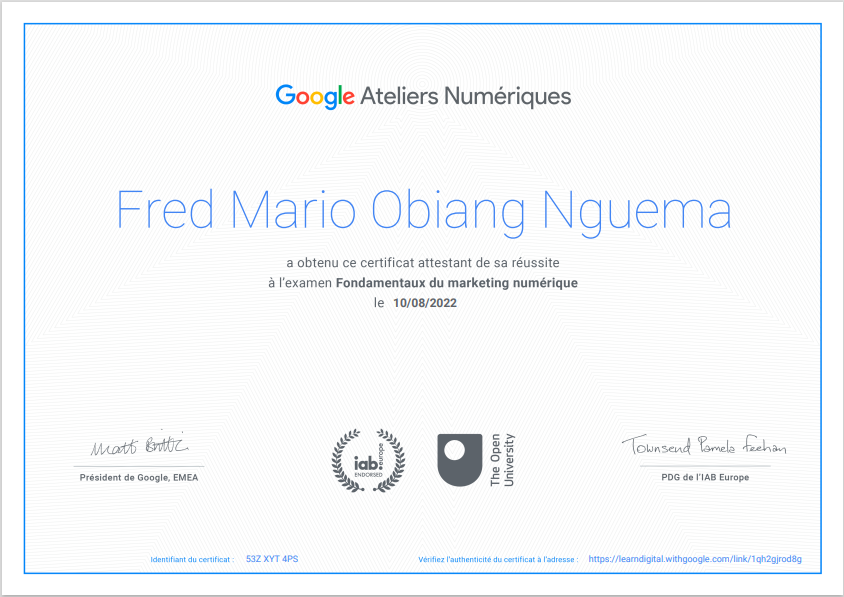 Google Ateliers Numériques
Fred Mario Obiang Nguema
a obtenu ce certificat attestant de sa réussite
à l'examen Fondamentaux du marketing numérique
le 10/08/2022
Matt Brittin
Townsend Pamela Feehan
iab.europe
ENDORSED
The Open
University
Président de Google, EMEA
PDG de l'IAB Europe
Identifiant du certificat : 53Z XYT 4PS
Vérifiez l'authenticité du certificat à l'adresse : https://learndigital.withgoogle.com/link/1qh2gjrod8g